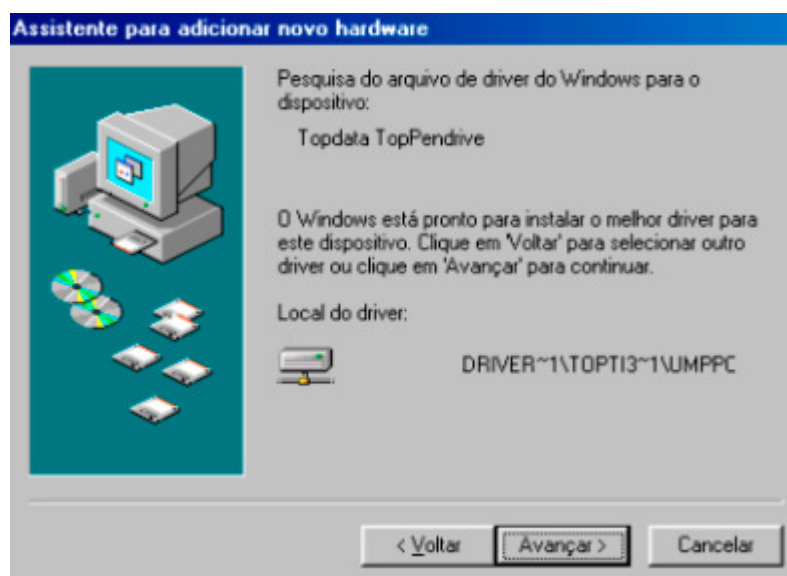 Assistente para adicionar novo hardware
Pesquisa do arquivo de driver do Windows para o
dispositivo:
Topdata TopPendrive
O Windows está pronto para instalar o melhor driver para
este dispositivo. Clique em 'Voltar' para selecionar outro
driver ou clique em 'Avançar' para continuar.
Local do driver:
DRIVER~1\TOPTI3~1\UMPPC
< Voltar
Avançar >
Cancelar